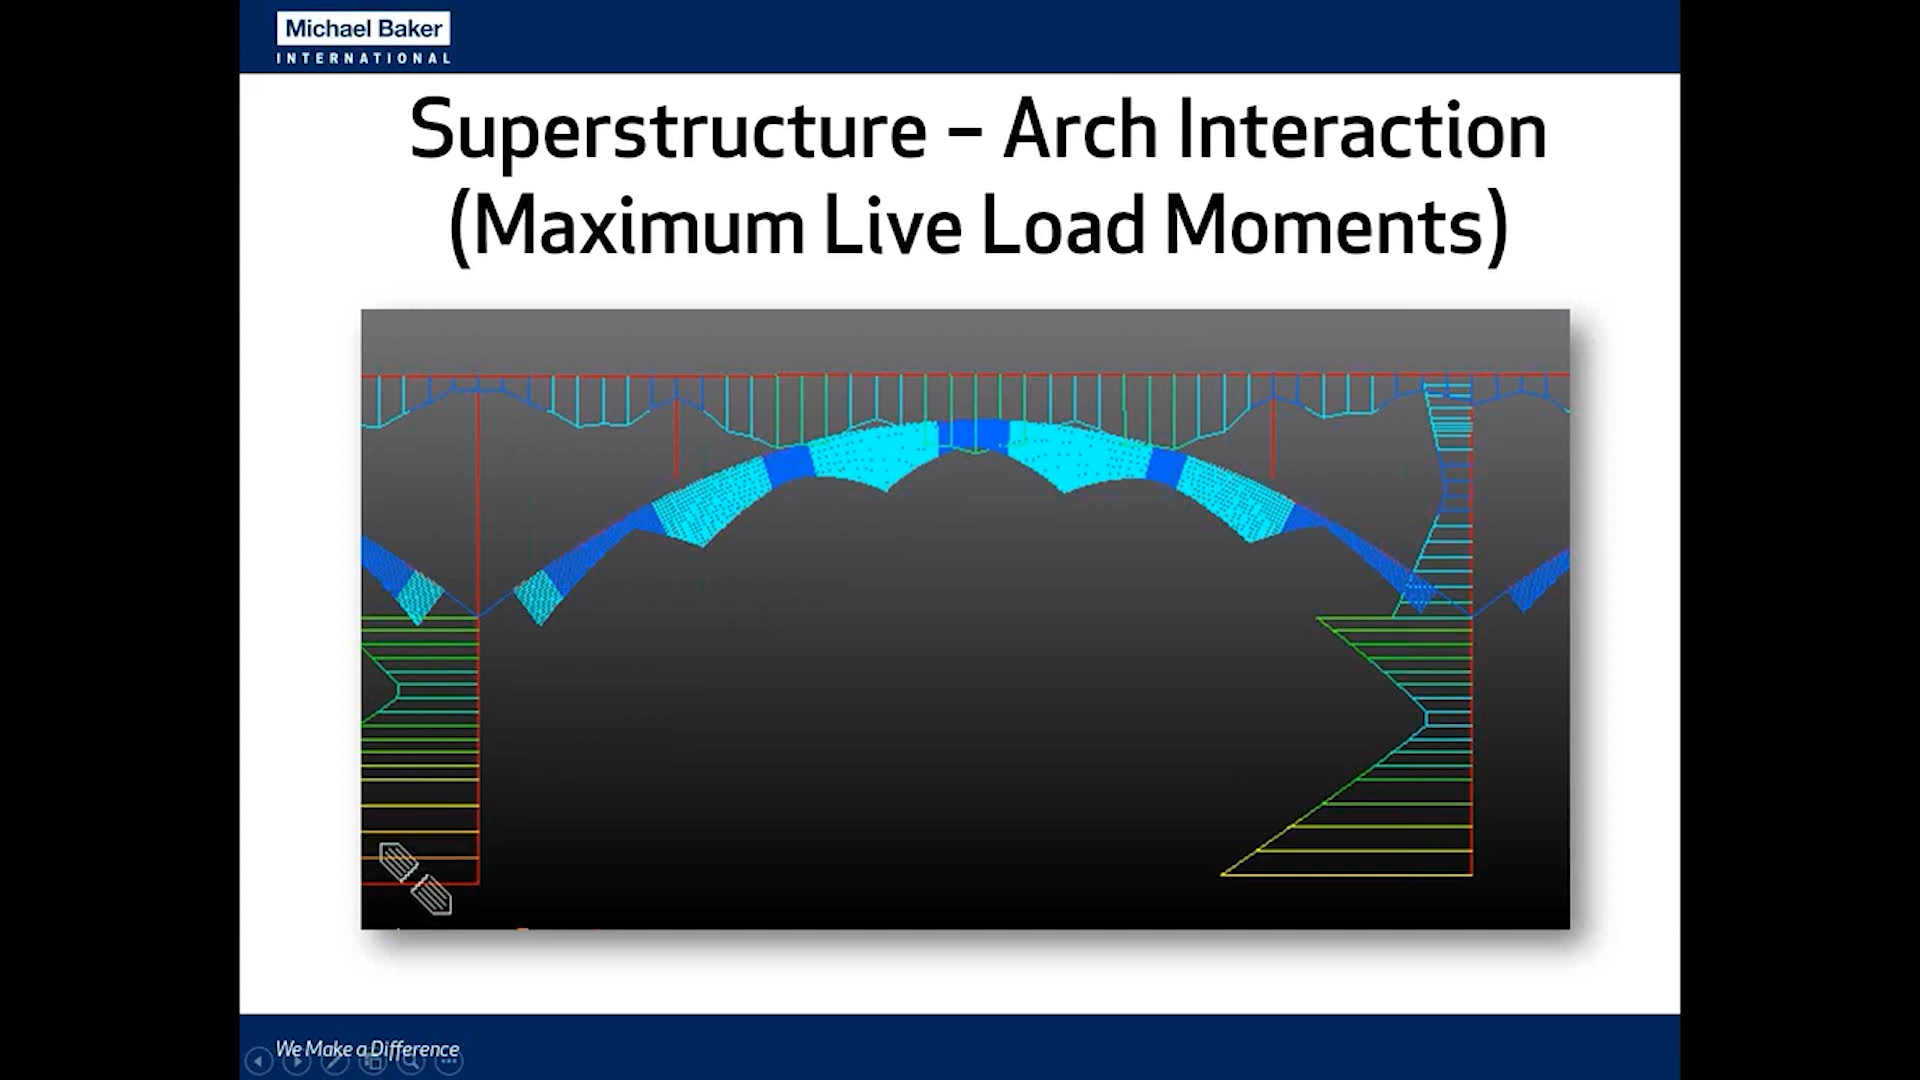 Michael Baker
INTERNATIONAL
Superstructure – Arch Interaction
(Maximum Live Load Moments)
We Make a Difference